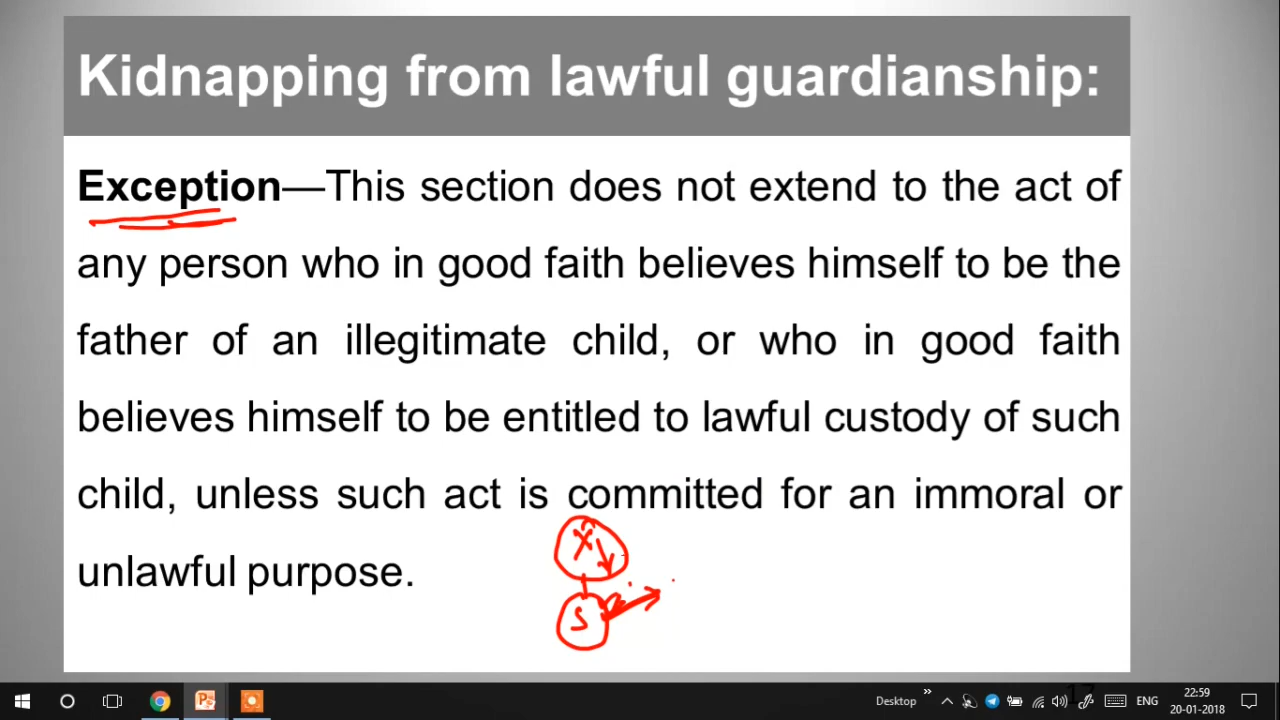 Kidnapping from lawful guardianship:
Exception—This section does not extend to the act of
any person who in good faith believes himself to be the
father of an illegitimate child, or who in good faith
believes himself to be entitled to lawful custody of such
child, unless such act is committed for an immoral or
unlawful purpose.
X
S
Desktop
ENG
22:59
20-01-2018